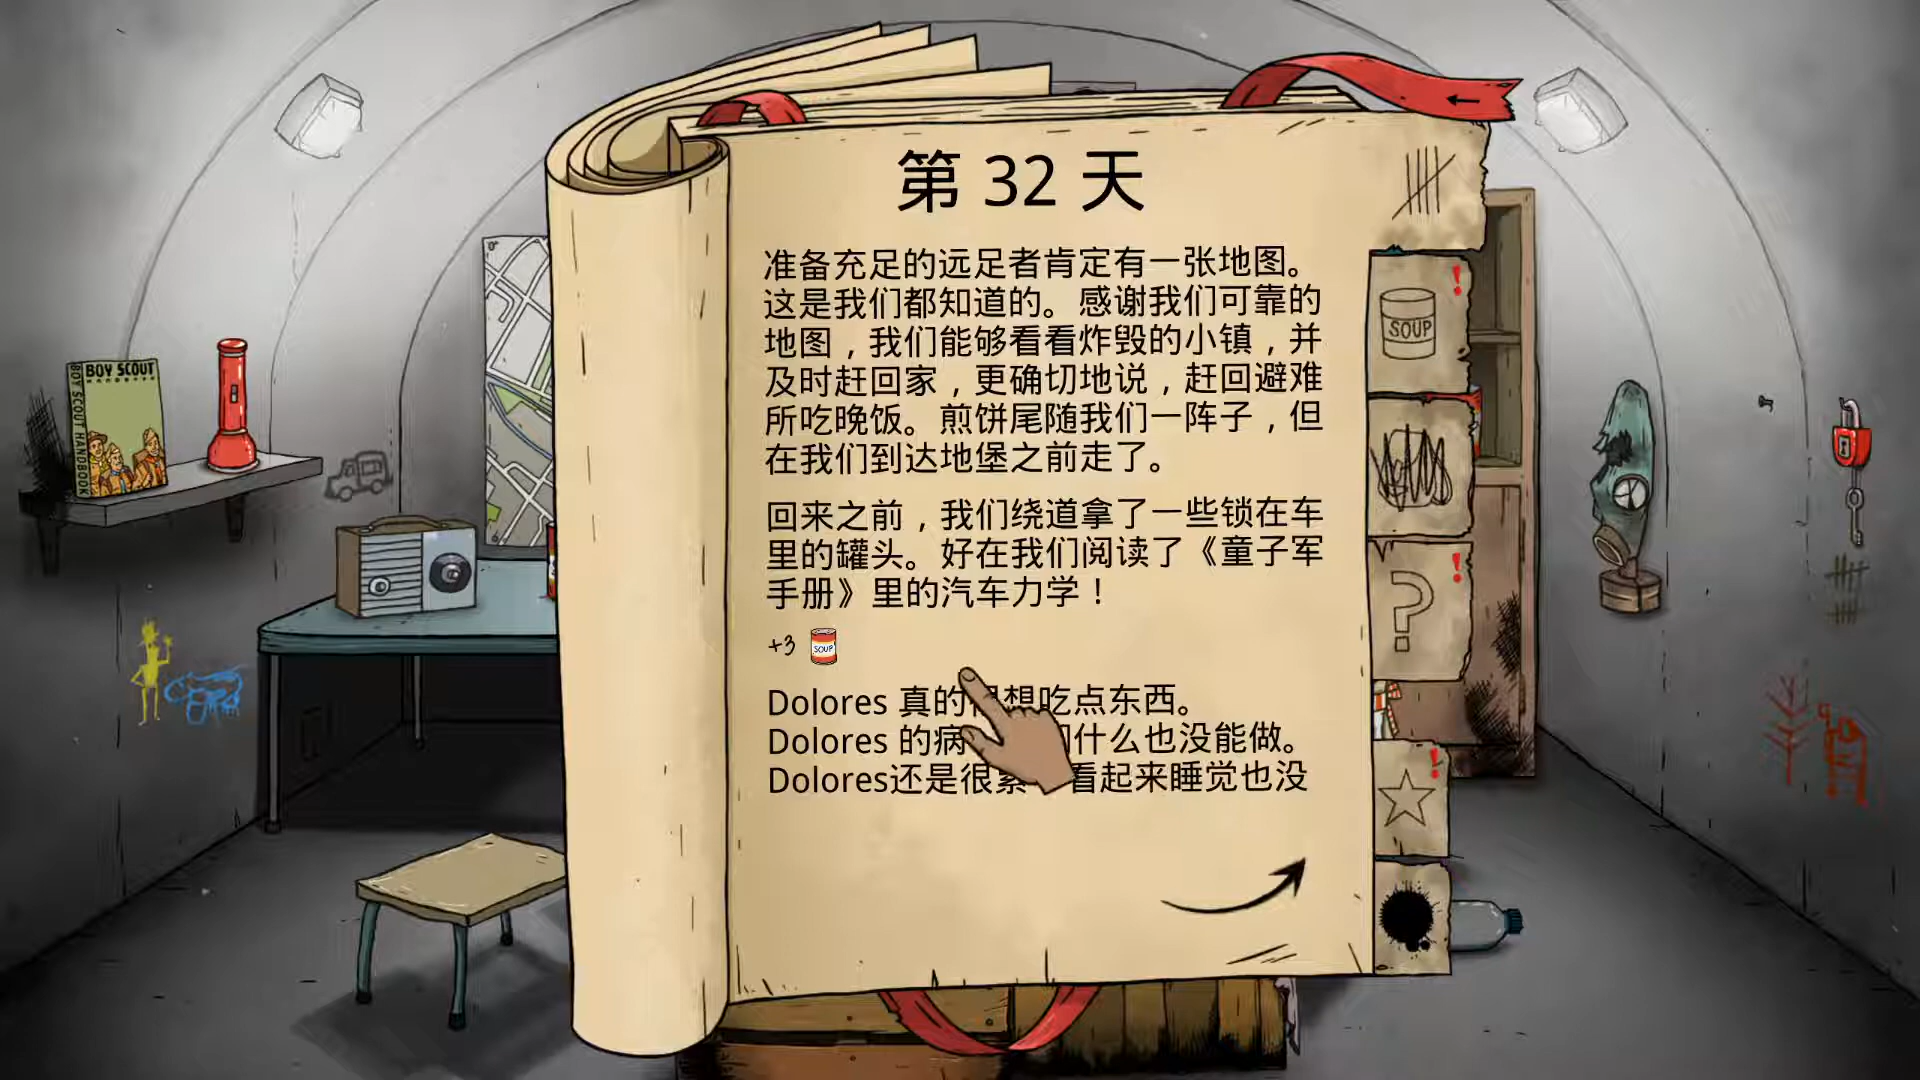 第 32 天
准备充足的远足者肯定有一张地图。
这是我们都知道的。感谢我们可靠的
地图，我们能够看看炸毁的小镇，并
及时赶回家，更确切地说，赶回避难
所吃晚饭。煎饼尾随我们一阵子，但
在我们到达地堡之前走了。
回来之前，我们绕道拿了一些锁在车
里的罐头。好在我们阅读了《童子军
手册》里的汽车力学！
+3 SOUP
Dolores 真的 想吃点东西。
Dolores 的病 什么也没能做。
Dolores还是很累 看起来睡觉也没
SOUP
!
!
?
!
BOY SCOUT
HANDBOOK
BOY SCOUT HANDBOOK